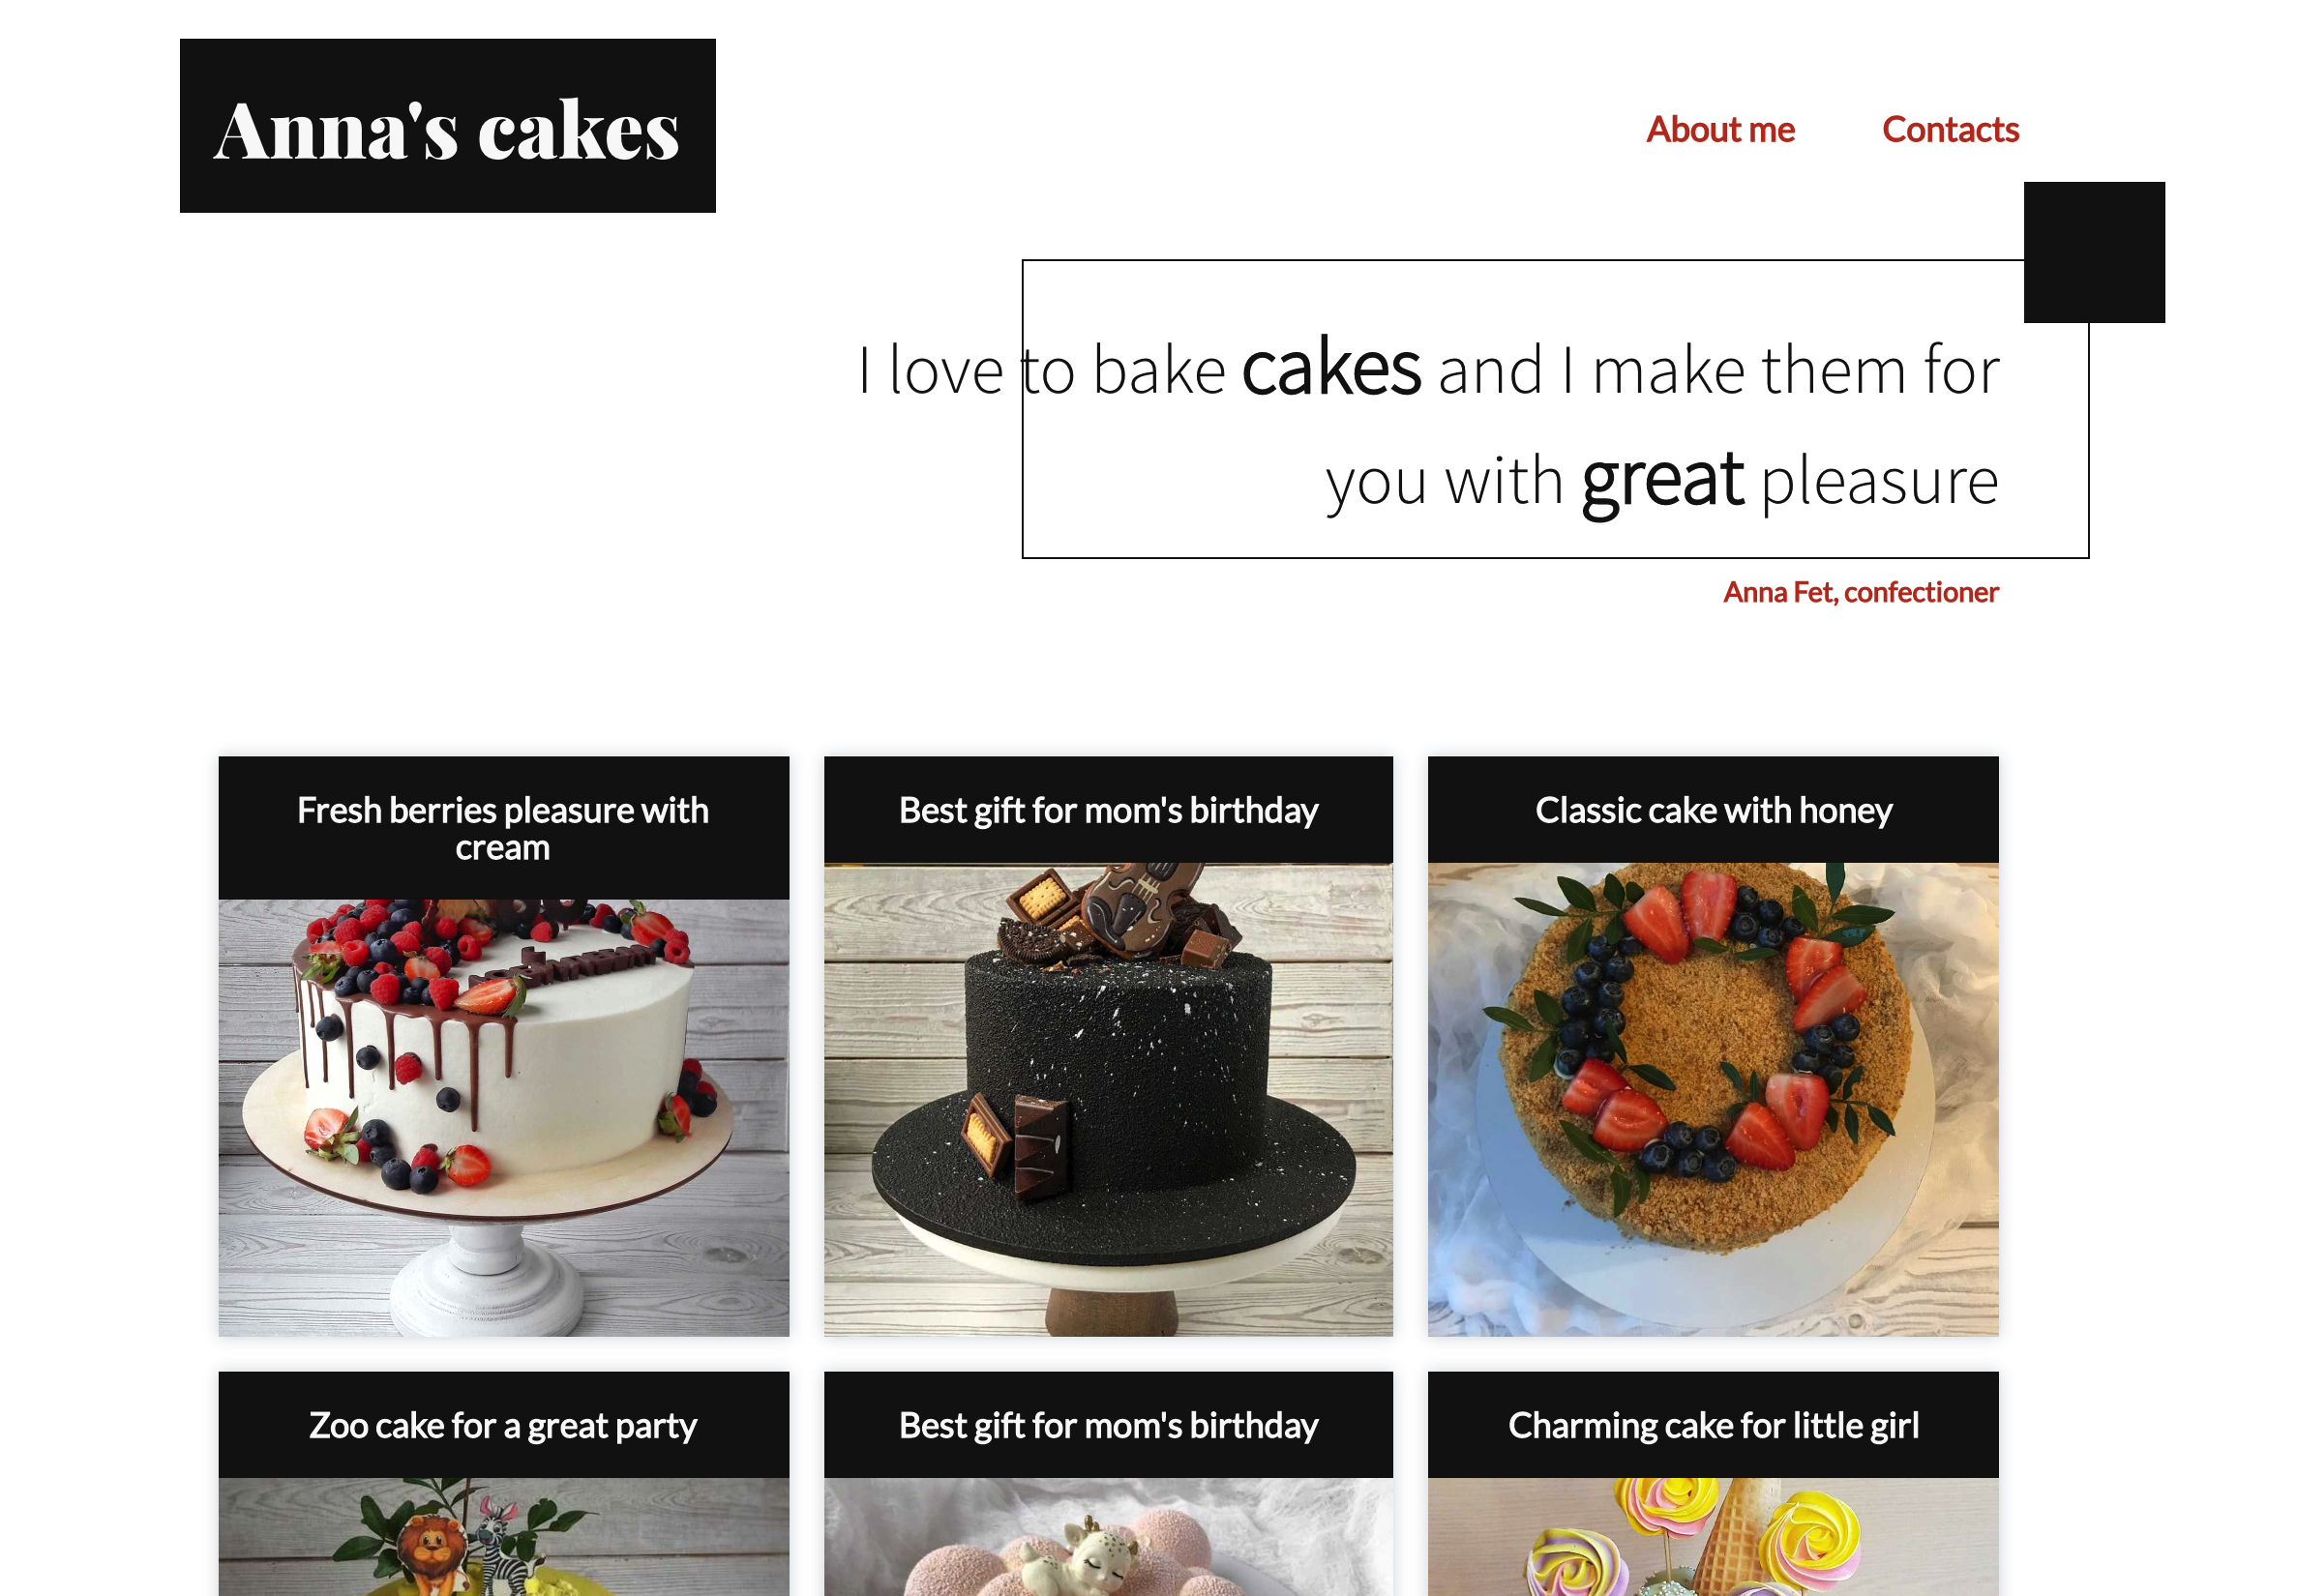 Anna's cakes
About me
Contacts
I love to bake cakes and I make them for
you with great pleasure
Anna Fet, confectioner
Fresh berries pleasure with
cream
Best gift for mom's birthday
Classic cake with honey
Zoo cake for a great party
Best gift for mom's birthday
Charming cake for little girl